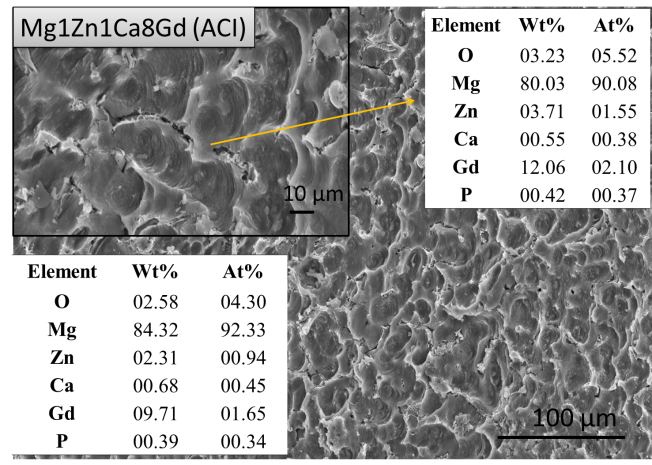 Mg1Zn1Ca8Gd (ACI)
10 µm
Element Wt% At%
O 03.23 05.52
Mg 80.03 90.08
Zn 03.71 01.55
Ca 00.55 00.38
Gd 12.06 02.10
P 00.42 00.37
Element Wt% At%
O 02.58 04.30
Mg 84.32 92.33
Zn 02.31 00.94
Ca 00.68 00.45
Gd 09.71 01.65
P 00.39 00.34
100 µm